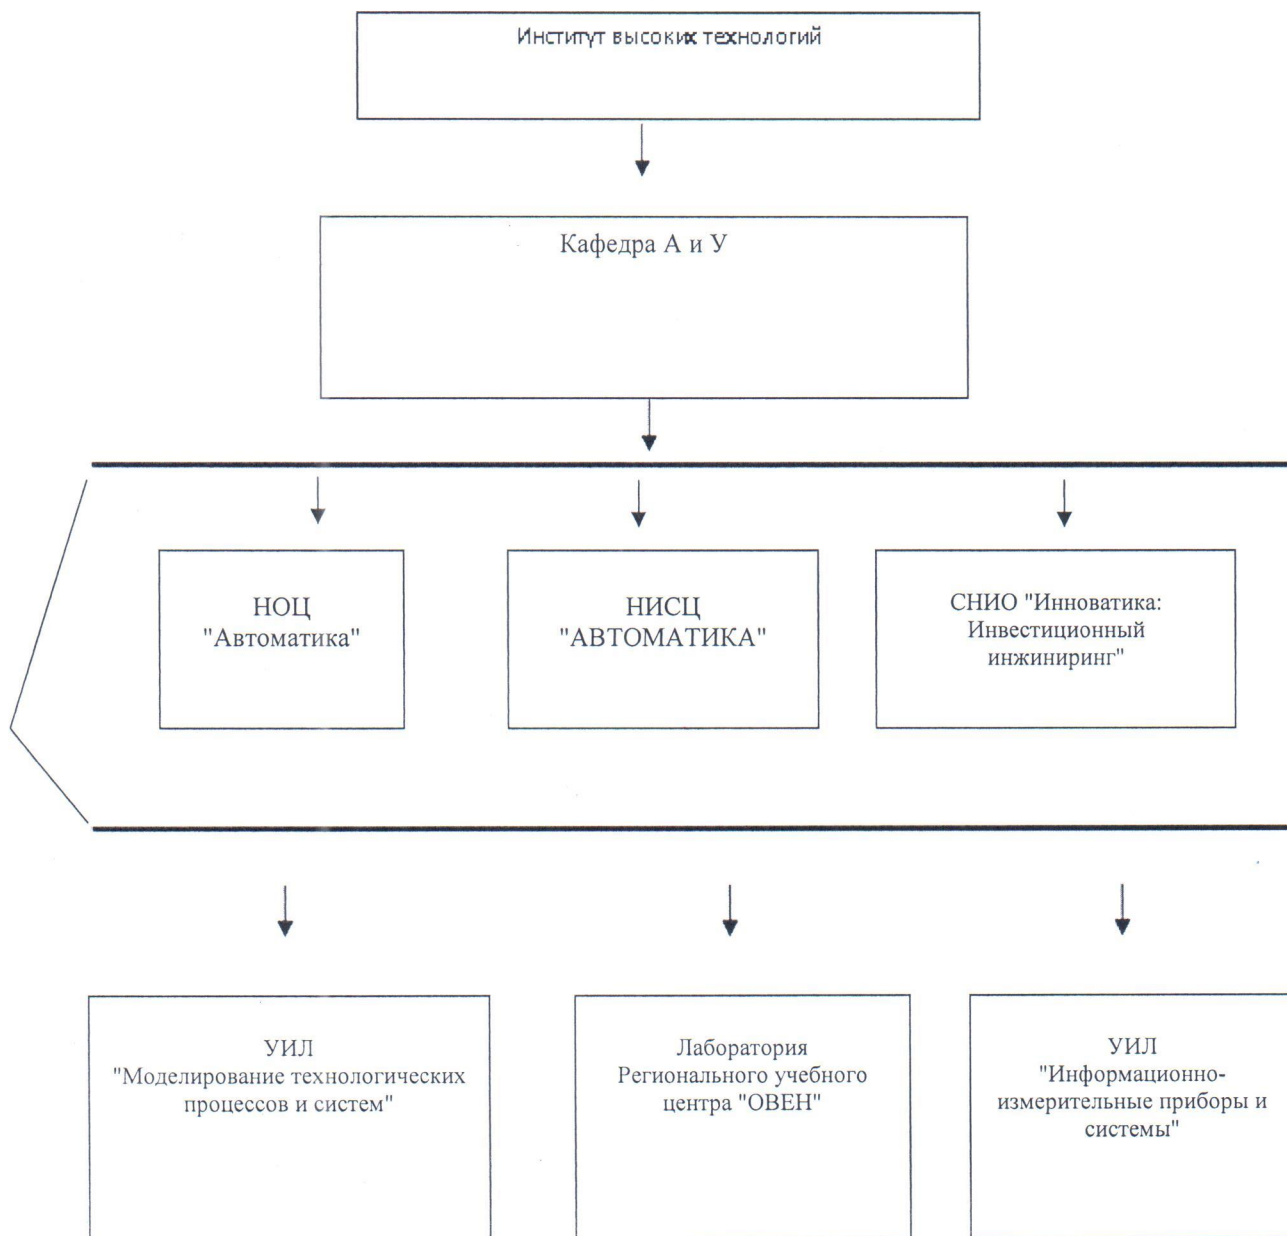 Институт высоких технологий
Кафедра А и У
НОЦ
"Автоматика"
НИСЦ
"АВТОМАТИКА"
СНИО "Инноватика:
Инвестиционный
инжиниринг"
УИЛ
"Моделирование технологических
процессов и систем"
Лаборатория
Регионального учебного
центра "ОВЕН"
УИЛ
"Информационно-
измерительные приборы и
системы"